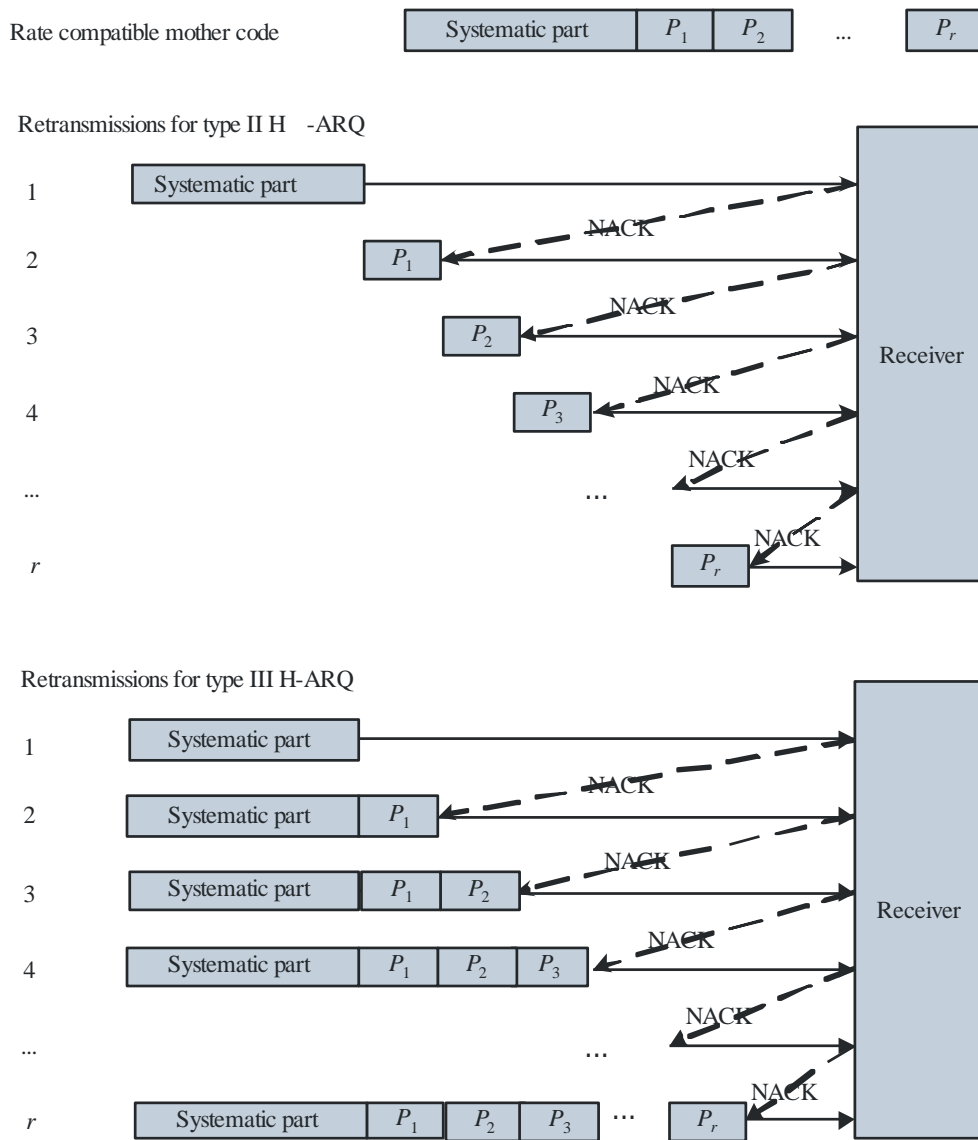 Rate compatible mother code Systematic part P₁ P₂ ... Pᵣ
Retransmissions for type II H -ARQ
1 Systematic part
NACK
2 P₁
NACK
3 P₂
Receiver
NACK
4 P₃
NACK
... ...
NACK
r Pᵣ
Retransmissions for type III H-ARQ
1 Systematic part
NACK
2 Systematic part P₁
NACK
3 Systematic part P₁ P₂
Receiver
NACK
4 Systematic part P₁ P₂ P₃
NACK
... ...
NACK
r Systematic part P₁ P₂ P₃ ... Pᵣ